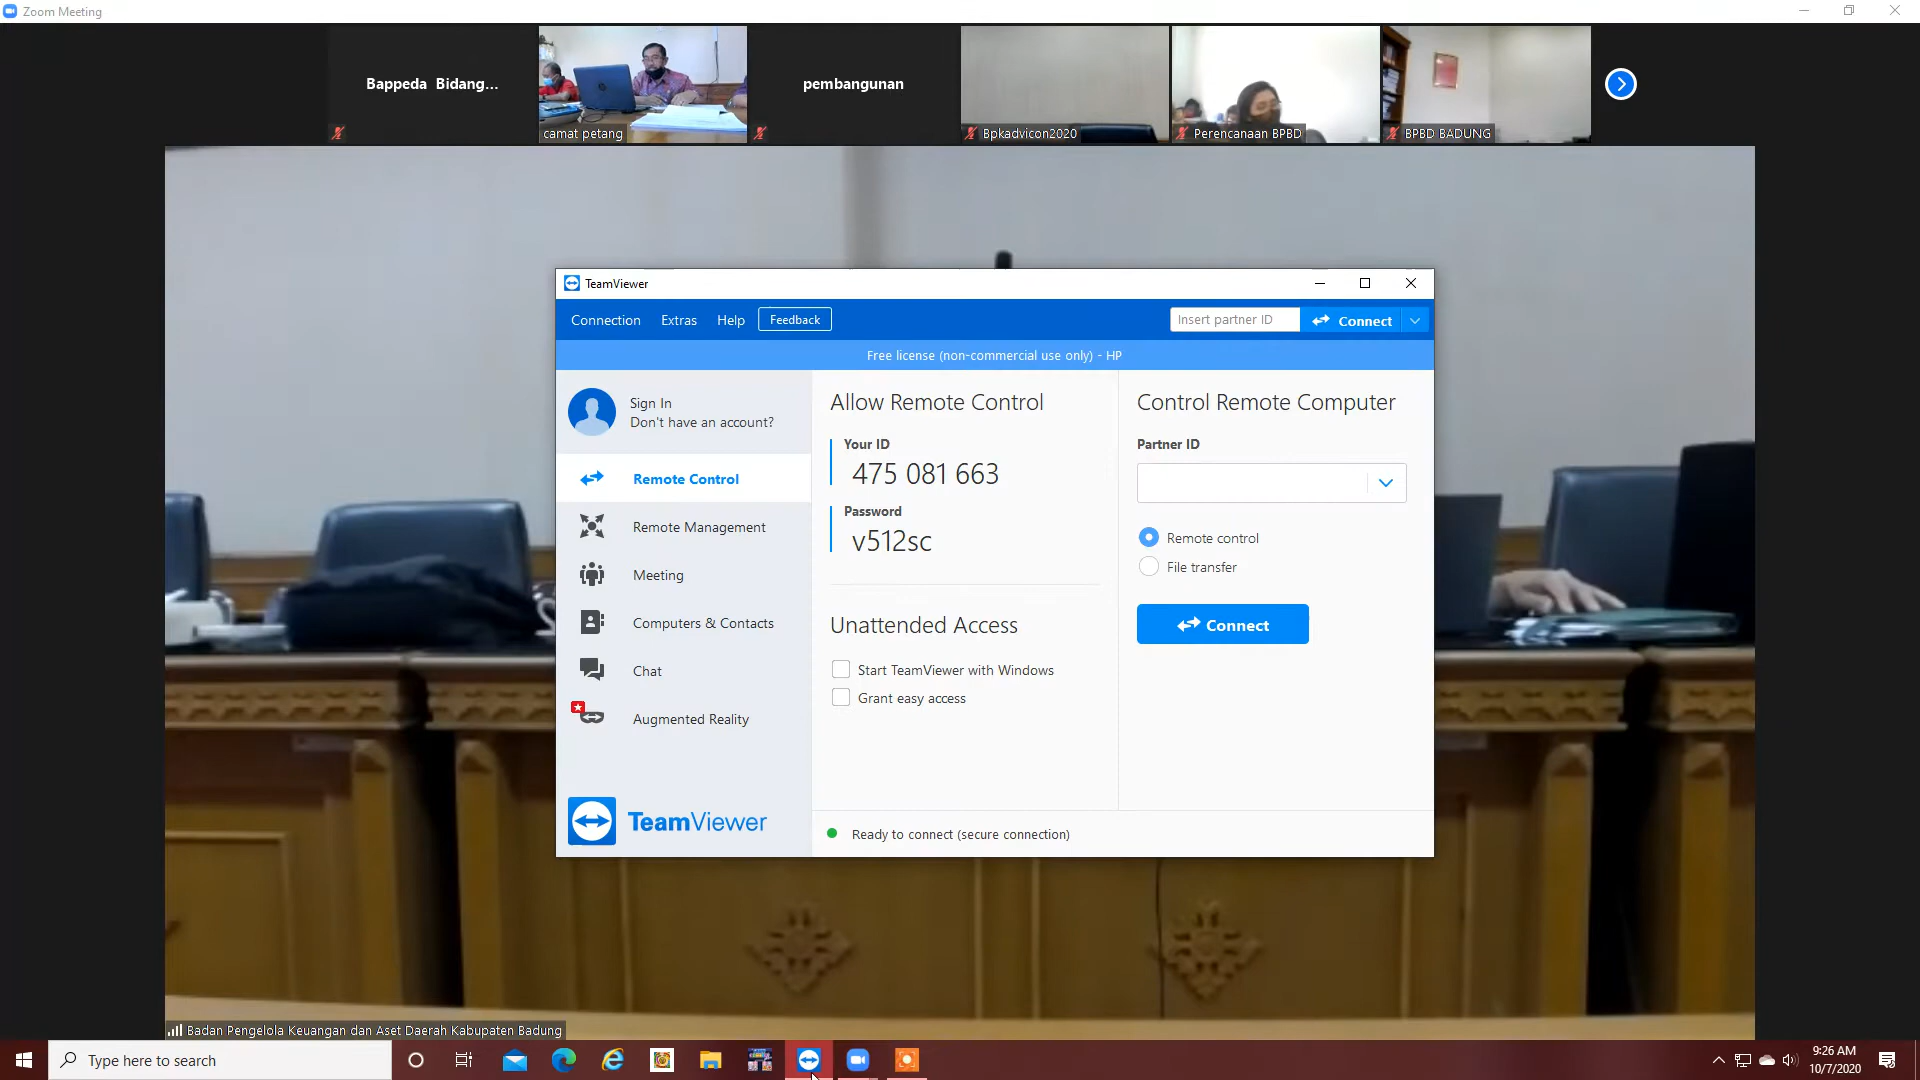 Zoom Meeting
Bappeda Bidang...
camat petang
pembangunan
Bpkadvicon2020
Perencanaan BPBD
BPBD BADUNG
TeamViewer
Connection Extras Help Feedback
Insert partner ID Connect
Free license (non-commercial use only) - HP
Sign In
Don't have an account?
Remote Control
Remote Management
Meeting
Computers & Contacts
Chat
Augmented Reality
TeamViewer
Allow Remote Control
Your ID
475 081 663
Password
v512sc
Unattended Access
Start TeamViewer with Windows
Grant easy access
Control Remote Computer
Partner ID
Remote control
File transfer
Connect
Ready to connect (secure connection)
Badan Pengelola Keuangan dan Aset Daerah Kabupaten Badung
Type here to search
9:26 AM
10/7/2020